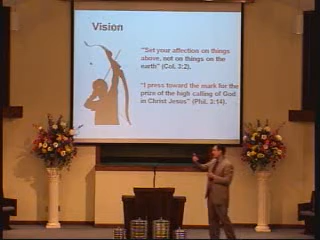 Vision
"Set your affection on things
above, not on things on the
earth" (Col. 3:2).
"I press toward the mark for the
prize of the high calling of God
in Christ Jesus" (Phil. 3:14).